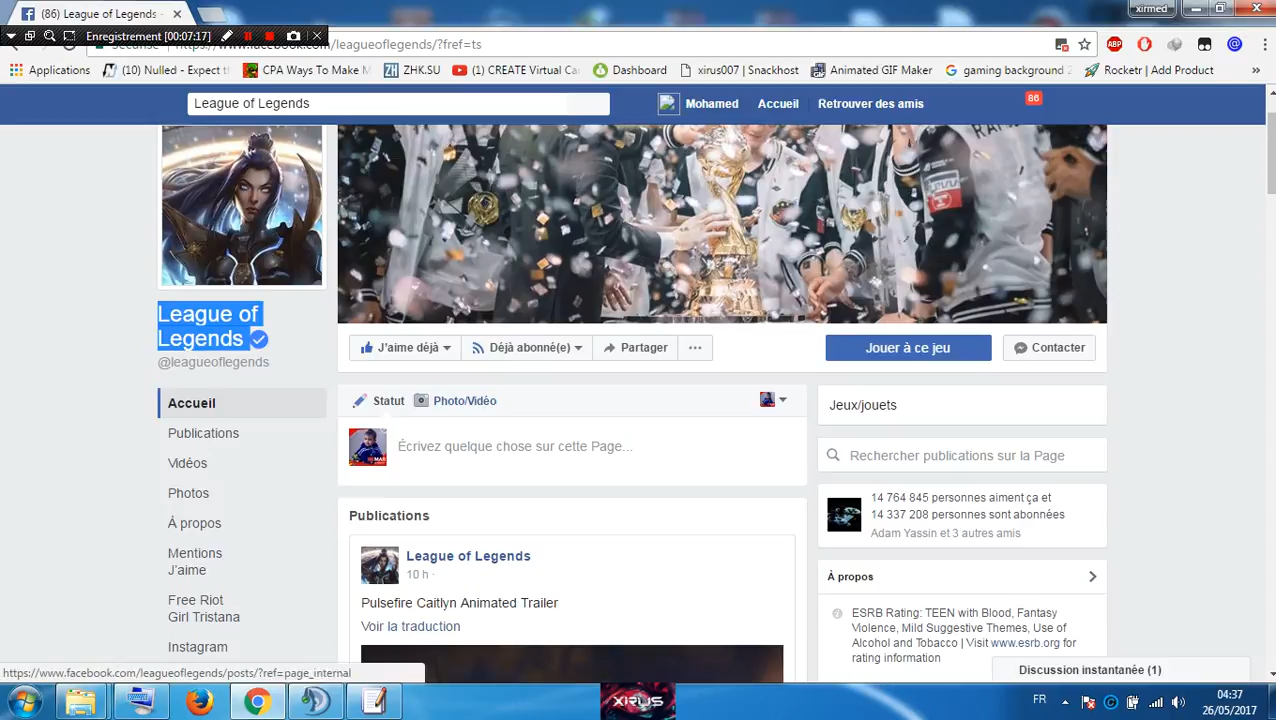 (86) League of Legends
xirmed
Enregistrement (00:07:17)
https://www.facebook.com/leagueoflegends/?fref=ts
Applications
(10) Nulled - Expect th
CPA Ways To Make M
ZHK.SU
(1) CREATE Virtual Ca
Dashboard
xirus007 | Snackhost
Animated GIF Maker
gaming background
Rocketr | Add Product
League of Legends
Mohamed
Accueil
Retrouver des amis
86
League of
Legends
@leagueoflegends
J'aime déjà
Déjà abonné(e)
Partager
Jouer à ce jeu
Contacter
Accueil
Publications
Vidéos
Photos
À propos
Mentions
J'aime
Free Riot
Girl Tristana
Instagram
Statut
Photo/Vidéo
Écrivez quelque chose sur cette Page...
Publications
League of Legends
10 h ·
Pulsefire Caitlyn Animated Trailer
Voir la traduction
Jeux/jouets
Rechercher publications sur la Page
14 764 845 personnes aiment ça et
14 337 208 personnes sont abonnées
Adam Yassin et 3 autres amis
À propos
ESRB Rating: TEEN with Blood, Fantasy
Violence, Mild Suggestive Themes, Use of
Alcohol and Tobacco | Visit www.esrb.org for
rating information
Discussion instantanée (1)
https://www.facebook.com/leagueoflegends/posts/?ref=page_internal
XIRUS
FR
04:37
26/05/2017